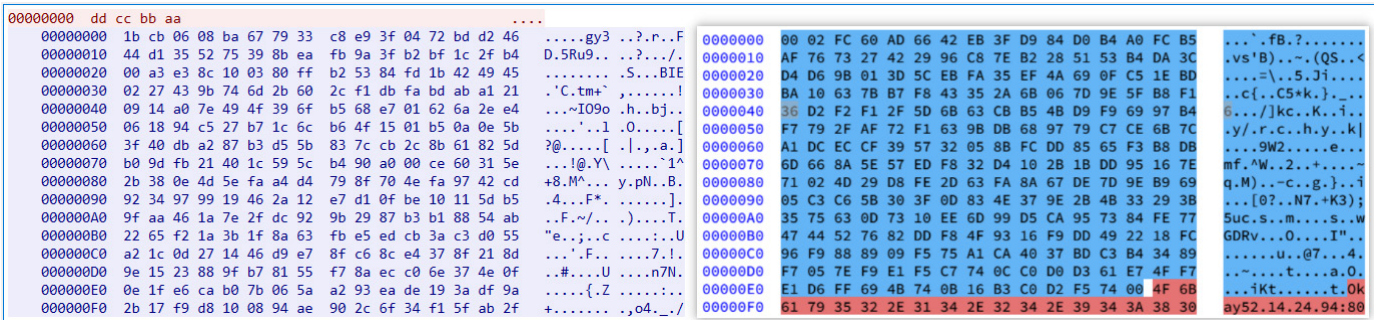 00000000 dd cc bb aa ....
00000000 1b cb 06 08 ba 67 79 33 c8 e9 3f 04 72 bd d2 46 .....gy3 ..?.r..F
00000010 44 d1 35 52 75 39 8b ea fb 9a 3f b2 bf 1c 2f b4 D.5Ru9.. ..?.../.
00000020 00 a3 e3 8c 10 03 80 ff b2 53 84 fd 1b 42 49 45 ........ .S...BIE
00000030 02 27 43 9b 74 6d 2b 60 2c f1 db fa bd ab a1 21 .'C.tm+` ,......!
00000040 09 14 a0 7e 49 4f 39 6f b5 68 e7 01 62 6a 2e e4 ...~IO9o .h..bj..
00000050 06 18 94 c5 27 b7 1c 6c b6 4f 15 01 b5 0a 0e 5b ....'..l .O.....[
00000060 3f 40 db a2 87 b3 d5 5b 83 7c cb 2c 8b 61 82 5d ?@.....[ .|.,.a.]
00000070 b0 9d fb 21 40 1c 59 5c b4 90 a0 00 ce 60 31 5e ...!@.Y\ .....`1^
00000080 2b 38 0e 4d 5e fa a4 d4 79 8f 70 4e fa 97 42 cd +8.M^... y.pN..B.
00000090 92 34 97 99 19 46 2a 12 e7 d1 0f be 10 11 5d b5 .4...F*. ......].
000000A0 9f aa 46 1a 7e 2f dc 92 9b 29 87 b3 b1 88 54 ab ..F.~/.. .)....T.
000000B0 22 65 f2 1a 3b 1f 8a 63 fb e5 ed cb 3a c3 d0 55 "e..;..c ....:..U
000000C0 a2 1c 0d 27 14 46 d9 e7 8f c6 8c e4 37 8f 21 8d ...'.F.. ....7.!.
000000D0 9e 15 23 88 9f b7 81 55 f7 8a ec c0 6e 37 4e 0f ..#....U ....n7N.
000000E0 0e 1f e6 ca b0 7b 06 5a a2 93 ea de 19 3a df 9a .....{.Z .....:..
000000F0 2b 17 f9 d8 10 08 94 ae 90 2c 6f 34 f1 5f ab 2f +....... .,o4._./
0000000 00 02 FC 60 AD 66 42 EB 3F D9 84 D0 B4 A0 FC B5 ...`.fB.?.......
0000010 AF 76 73 27 42 29 96 C8 7E B2 28 51 53 B4 DA 3C .vs'B)..~.(QS..<
0000020 D4 D6 9B 01 3D 5C EB FA 35 EF 4A 69 0F C5 1E BD ....=\..5.Ji....
0000030 BA 10 63 7B B7 F8 43 35 2A 6B 06 7D 9E 5F B8 F1 ..c{..C5*k.}._..
0000040 36 D2 F2 F1 2F 5D 6B 63 CB B5 4B D9 F9 69 97 B4 6.../]kc..K..i..
0000050 F7 79 2F AF 72 F1 63 9B DB 68 97 79 C7 CE 6B 7C .y/.r.c..h.y..k|
0000060 A1 DC EC CF 39 57 32 05 8B FC DD 85 65 F3 B8 DB ....9W2.....e...
0000070 6D 66 8A 5E 57 ED F8 32 D4 10 2B 1B DD 95 16 7E mf.^W..2..+....~
0000080 71 02 4D 29 D8 FE 2D 63 FA 8A 67 DE 7D 9E B9 69 q.M)..-c..g.}..i
0000090 05 C3 C6 5B 30 3F 0D 83 4E 37 9E 2B 4B 33 29 3B ...[0?..N7.+K3);
00000A0 35 75 63 0D 73 10 EE 6D 99 D5 CA 95 73 84 FE 77 5uc.s..m....s..w
00000B0 47 44 52 76 82 DD F8 4F 93 16 F9 DD 49 22 18 FC GDRv...O....I"..
00000C0 96 F9 88 89 09 F5 75 A1 CA 40 37 BD C3 B4 34 89 ......u..@7...4.
00000D0 F7 05 7E F9 E1 F5 C7 74 0C C0 D0 D3 61 E7 4F F7 ..~....t....a.O.
00000E0 E1 D6 FF 69 4B 74 0B 16 B3 C0 D2 F5 74 00 4F 6B ...iKt......t.Ok
00000F0 61 79 35 32 2E 31 34 2E 32 34 2E 39 34 3A 38 30 ay52.14.24.94:80